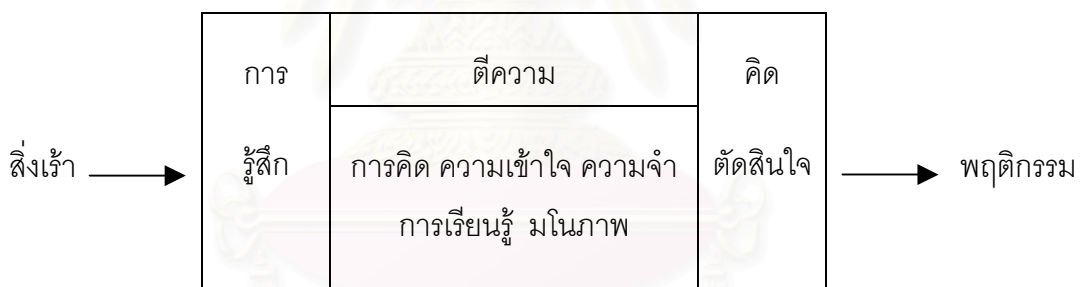 การ ตีความ คิด
สิ่งเร้า รู้สึก การคิด ความเข้าใจ ความจำ ตัดสินใจ พฤติกรรม
การเรียนรู้ มโนภาพ